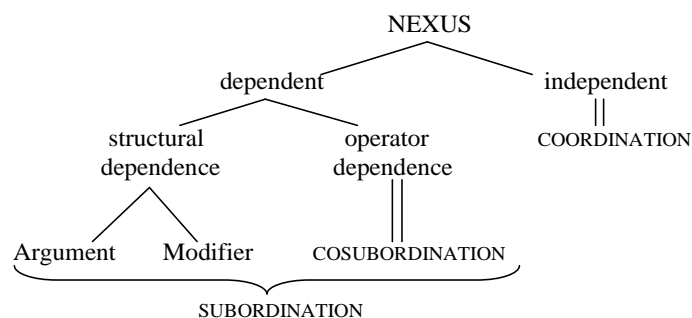 NEXUS
dependent independent
structural operator COORDINATION
dependence dependence
Argument Modifier COSUBORDINATION
SUBORDINATION